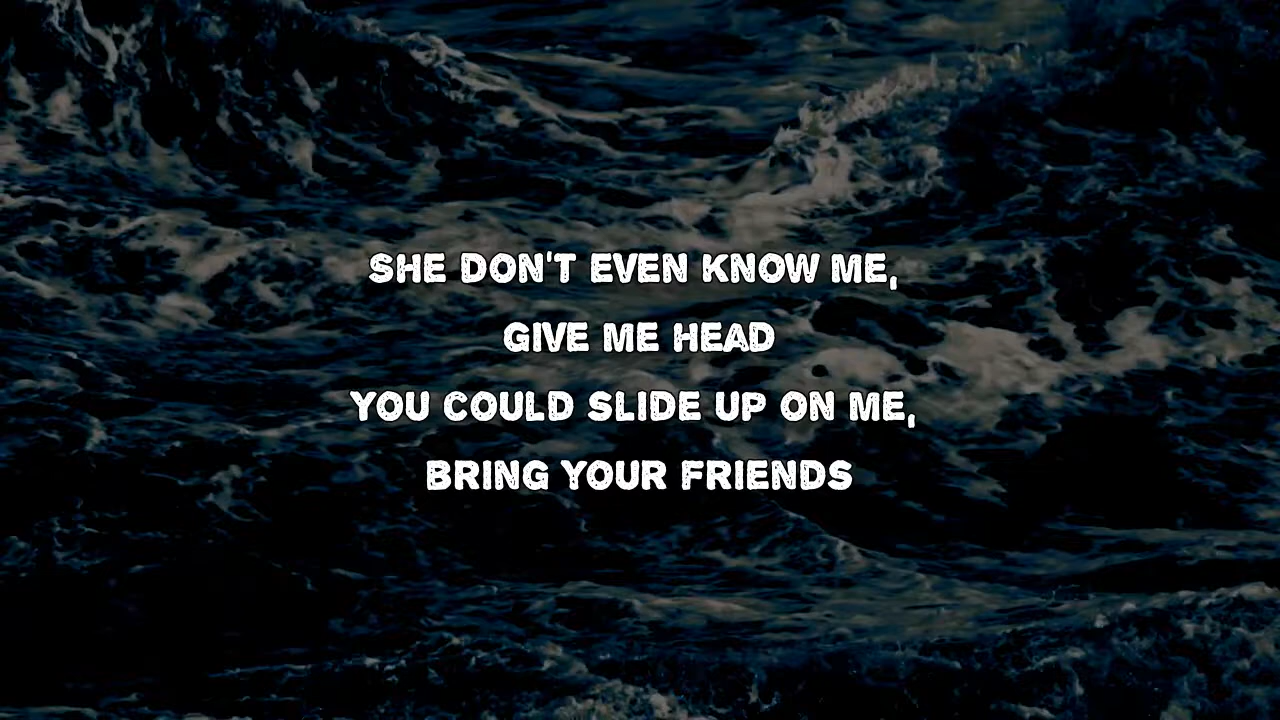 SHE DON'T EVEN KNOW ME,
GIVE ME HEAD
YOU COULD SLIDE UP ON ME,
BRING YOUR FRIENDS